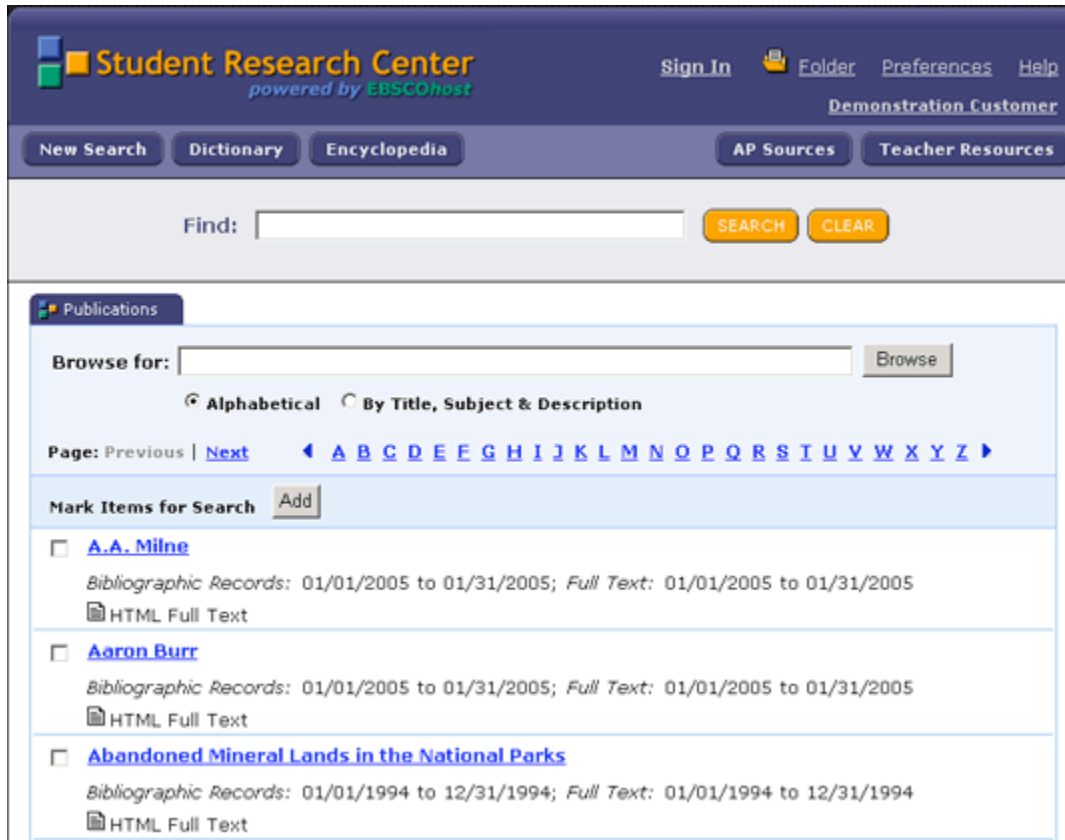 Student Research Center
powered by EBSCOhost
Sign In Folder Preferences Help
Demonstration Customer
New Search Dictionary Encyclopedia AP Sources Teacher Resources
Find: SEARCH CLEAR
Publications
Browse for: Browse
Alphabetical By Title, Subject & Description
Page: Previous | Next A B C D E F G H I J K L M N O P Q R S T U V W X Y Z
Mark Items for Search Add
A.A. Milne
Bibliographic Records: 01/01/2005 to 01/31/2005; Full Text: 01/01/2005 to 01/31/2005
HTML Full Text
Aaron Burr
Bibliographic Records: 01/01/2005 to 01/31/2005; Full Text: 01/01/2005 to 01/31/2005
HTML Full Text
Abandoned Mineral Lands in the National Parks
Bibliographic Records: 01/01/1994 to 12/31/1994; Full Text: 01/01/1994 to 12/31/1994
HTML Full Text